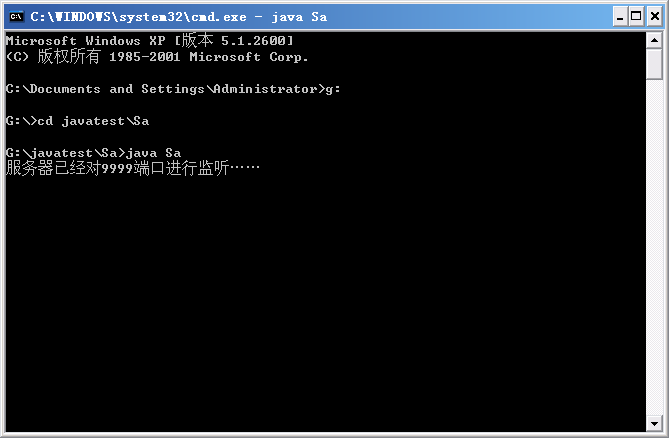 C:\WINDOWS\system32\cmd.exe - java Sa
Microsoft Windows XP [版本 5.1.2600]
(C) 版权所有 1985-2001 Microsoft Corp.
C:\Documents and Settings\Administrator>g:
G:\>cd javatest\Sa
G:\javatest\Sa>java Sa
服务器已经对9999端口进行监听……